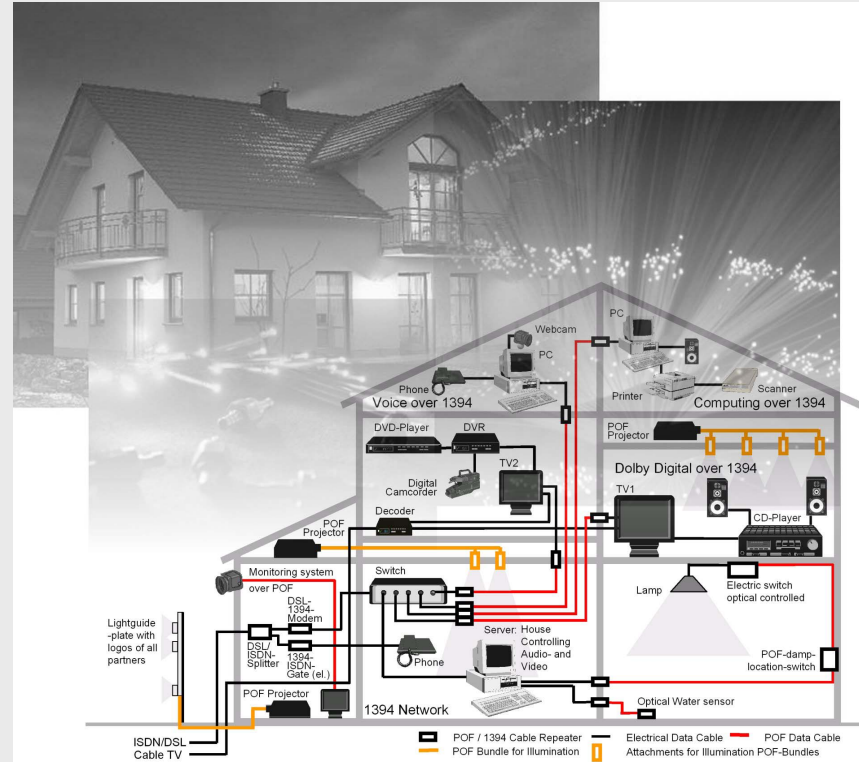 Webcam
PC
Phone
Voice over 1394
PC
Printer
Scanner
Computing over 1394
DVD-Player
DVR
TV2
Digital
Camcorder
Decoder
POF
Projector
Dolby Digital over 1394
TV1
CD-Player
POF
Projector
Monitoring system
over POF
Switch
DSL-
1394-
Modem
Lamp
Electric switch
optical controlled
Lightguide
-plate with
logos of all
partners
DSL/
ISDN-
Splitter
1394-
ISDN-
Gate (el.)
Phone
Server: House
Controlling
Audio- and
Video
POF-damp-
location-switch
POF Projector
1394 Network
Optical Water sensor
ISDN/DSL
Cable TV
POF / 1394 Cable Repeater
Electrical Data Cable
POF Data Cable
POF Bundle for Illumination
Attachments for Illumination POF-Bundles